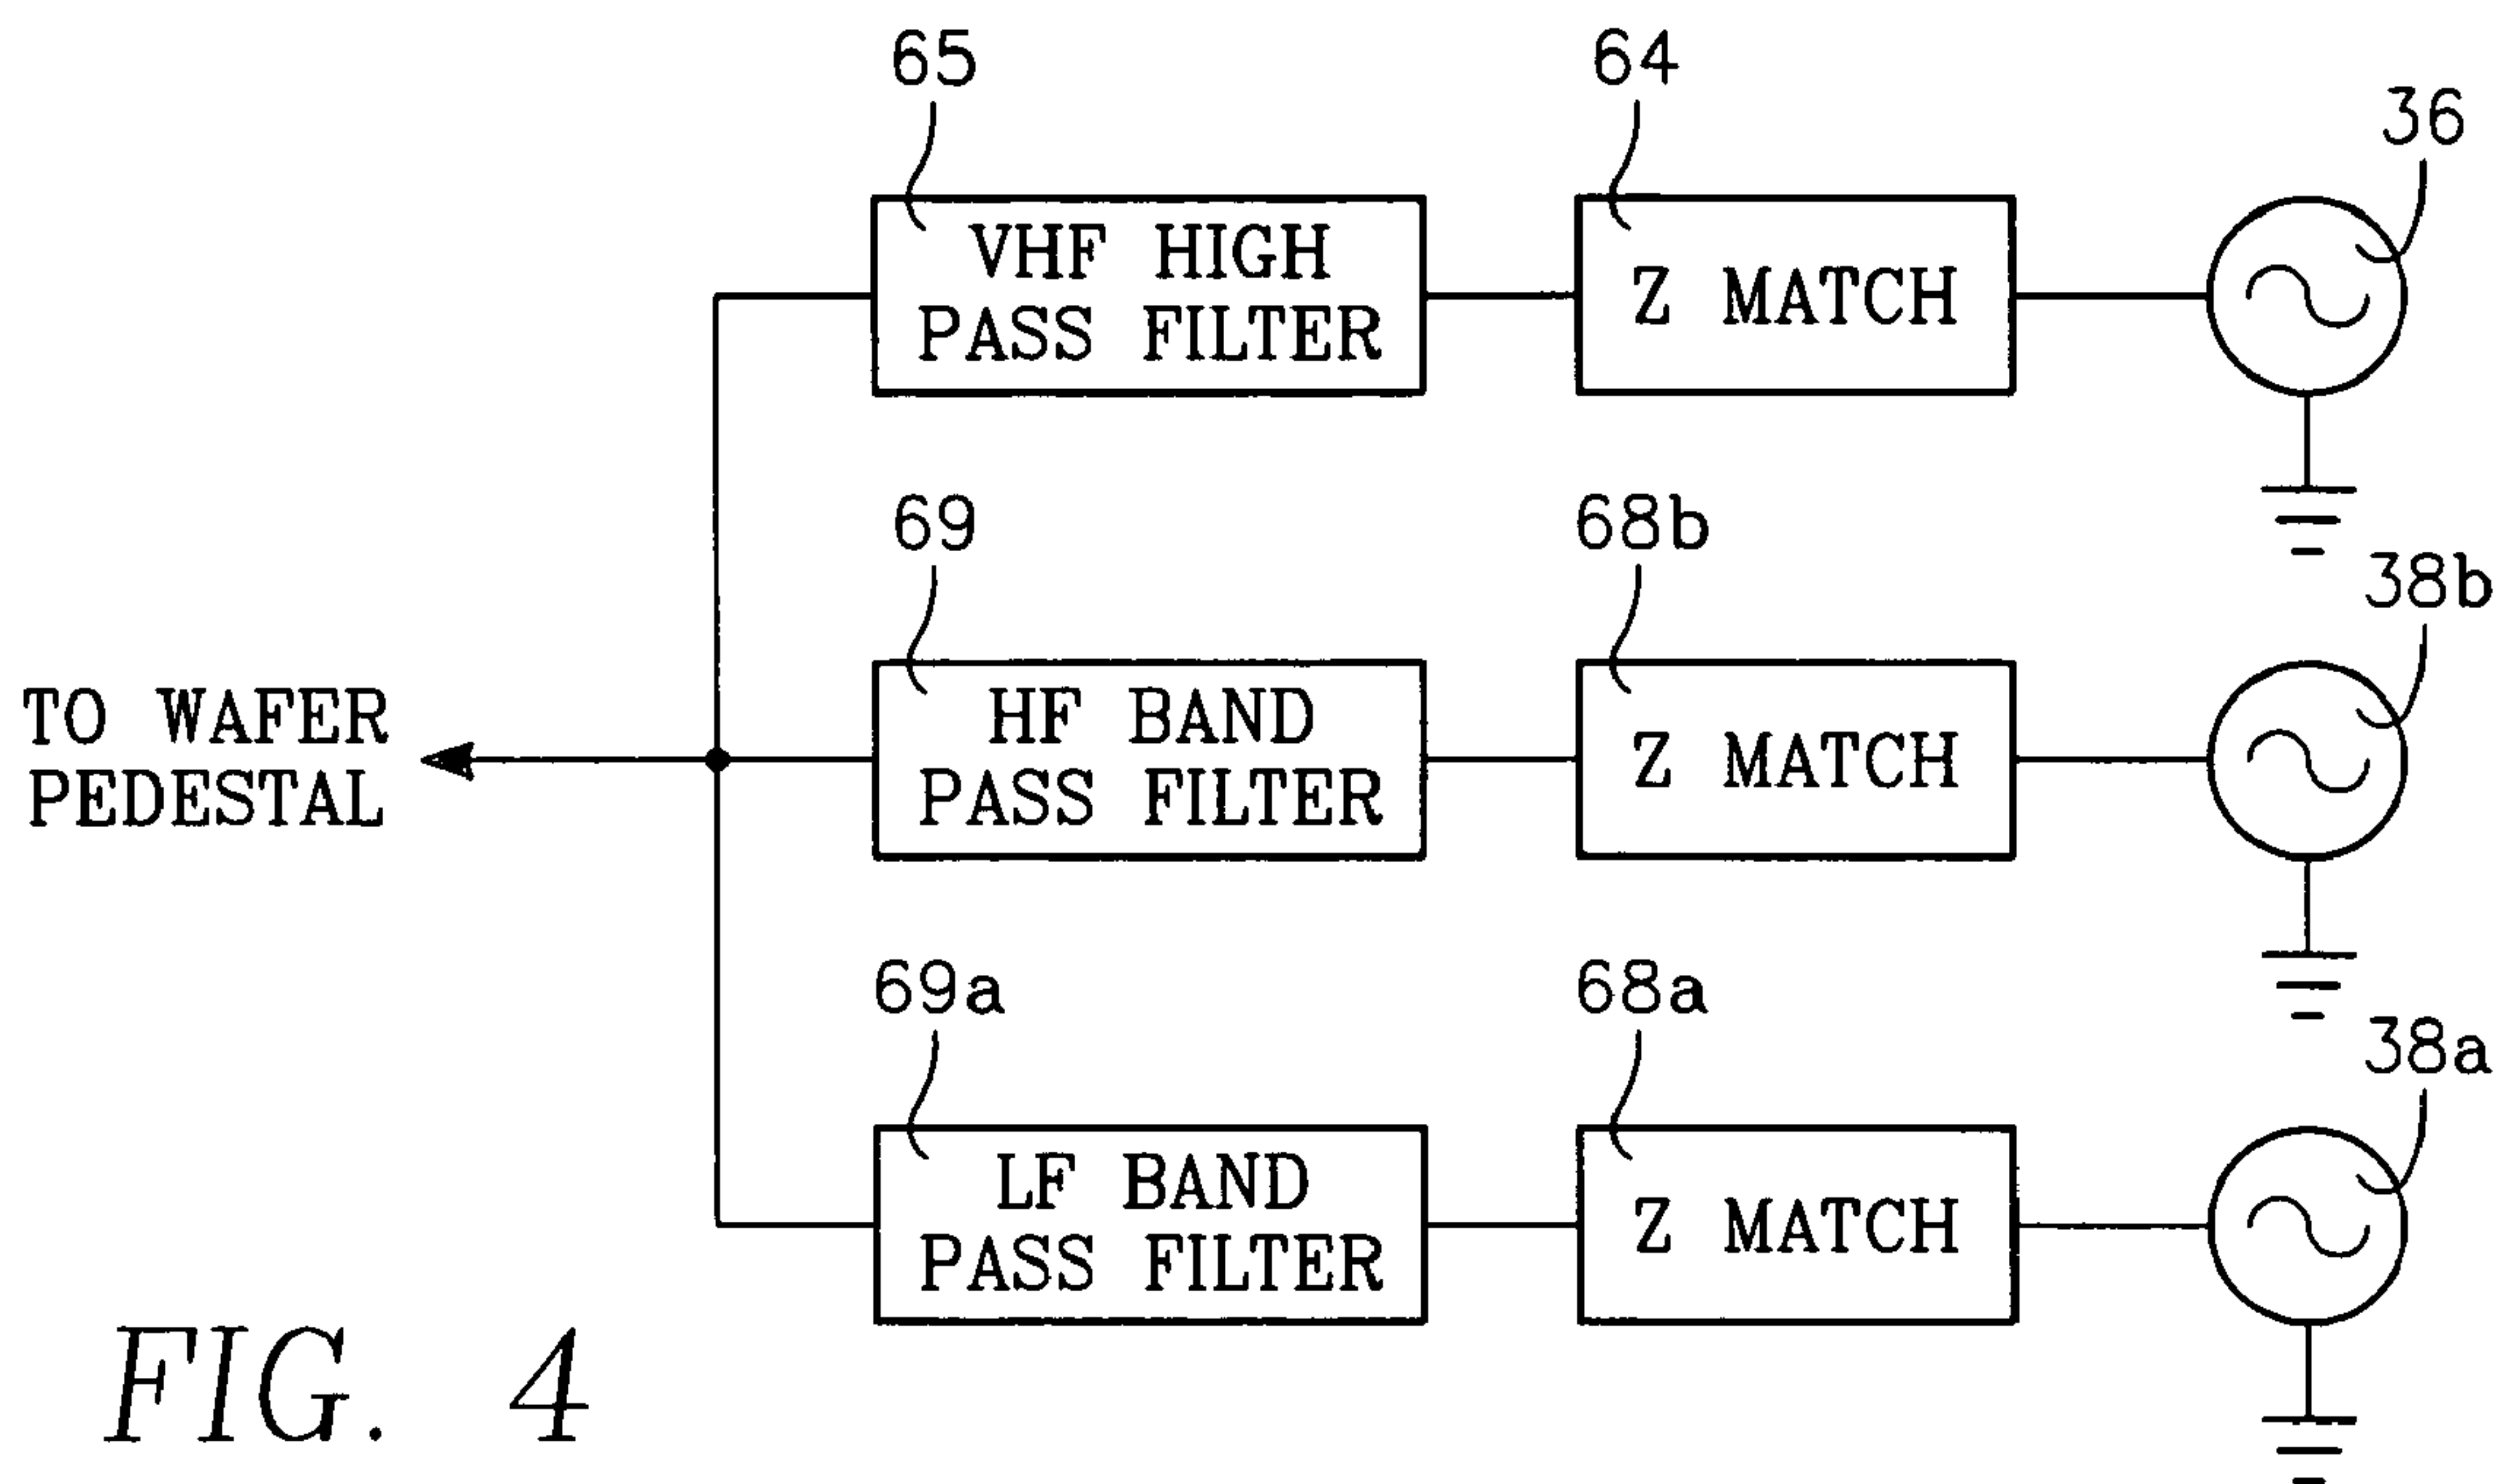 65
64
36
VHF HIGH
PASS FILTER
Z MATCH
69
68b
38b
TO WAFER
PEDESTAL
HF BAND
PASS FILTER
Z MATCH
69a
68a
38a
LF BAND
PASS FILTER
Z MATCH
FIG. 4